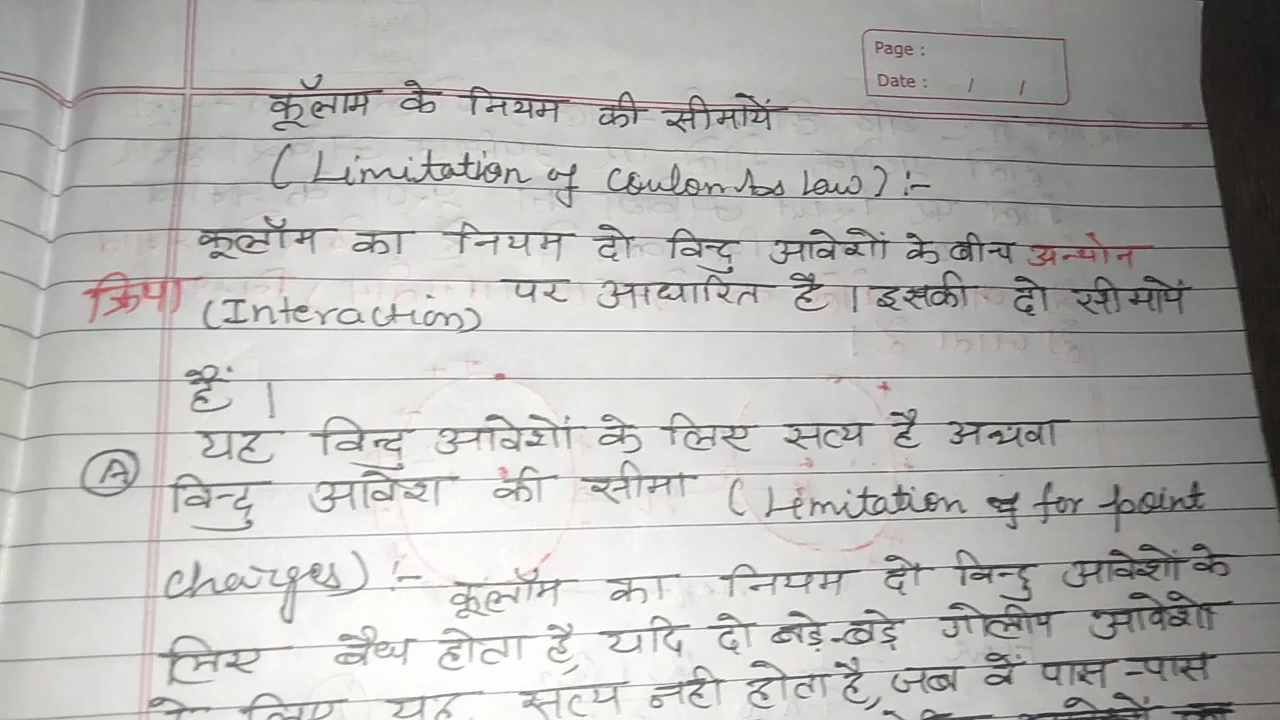 Page :
Date : / /
कूलॉम के नियम की सीमायें
(Limitation of coulombs law) :-
कूलॉम का नियम दो विन्दु आवेशों के बीच अन्योन
क्रिया (Interaction) पर आधारित है। इसकी दो सीमायें
हैं ।
यह विन्दु आवेशों के लिए सत्य है अथवा
(A) विन्दु आवेश की सीमा (Limitation of for point
charges) :- कूलॉम का नियम दो विन्दु आवेशों के
लिए वैध होता है, यदि दो बड़े-बड़े गोलीय आवेशो
के लिए यह सत्य नही होता है, जब वे पास-पास